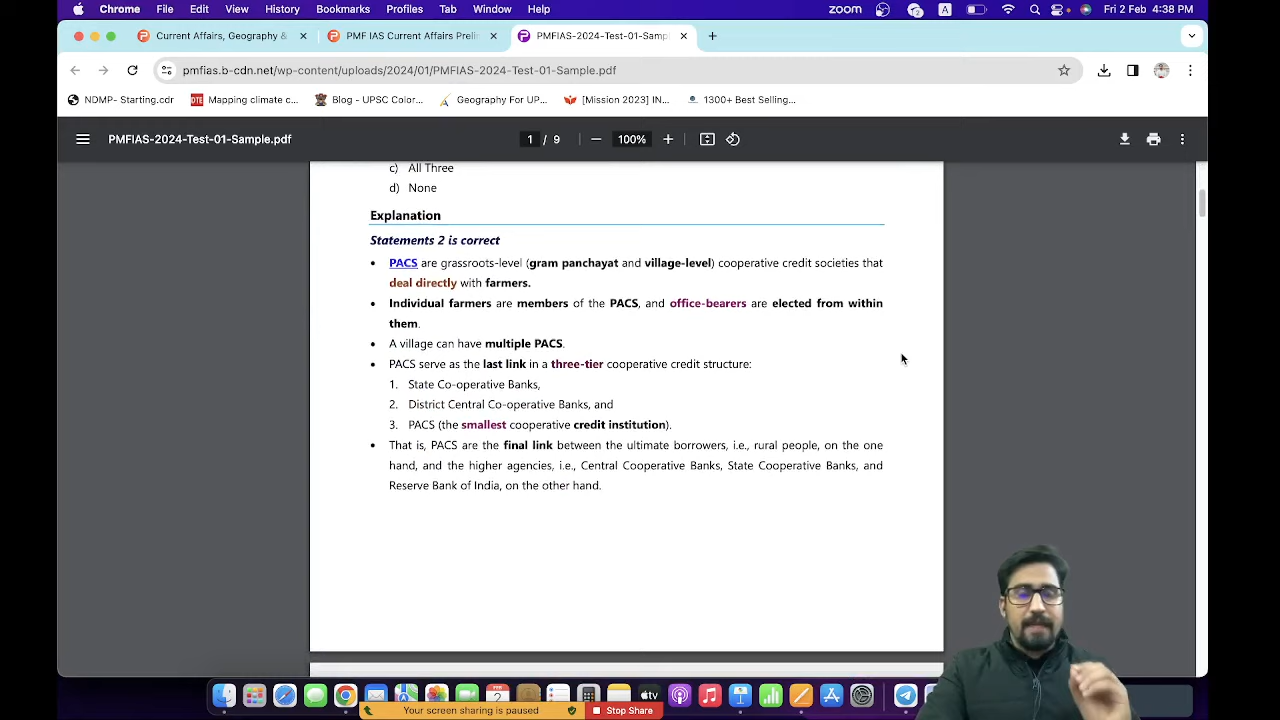 Chrome File Edit View History Bookmarks Profiles Tab Window Help zoom A Fri 2 Feb 4:38 PM
Current Affairs, Geography & PMF IAS Current Affairs Prelin PMFIAS-2024-Test-01-Sampl
pmfias.b-cdn.net/wp-content/uploads/2024/01/PMFIAS-2024-Test-01-Sample.pdf
NDMP- Starting.cdr DTE Mapping climate c... Blog - UPSC Color... Geography For UP... [Mission 2023] IN... 1300+ Best Selling...
PMFIAS-2024-Test-01-Sample.pdf 1 / 9 100%
c) All Three
d) None
Explanation
Statements 2 is correct
• PACS are grassroots-level (gram panchayat and village-level) cooperative credit societies that
deal directly with farmers.
• Individual farmers are members of the PACS, and office-bearers are elected from within
them.
• A village can have multiple PACS.
• PACS serve as the last link in a three-tier cooperative credit structure:
1. State Co-operative Banks,
2. District Central Co-operative Banks, and
3. PACS (the smallest cooperative credit institution).
• That is, PACS are the final link between the ultimate borrowers, i.e., rural people, on the one
hand, and the higher agencies, i.e., Central Cooperative Banks, State Cooperative Banks, and
Reserve Bank of India, on the other hand.
tv
Your screen sharing is paused Stop Share